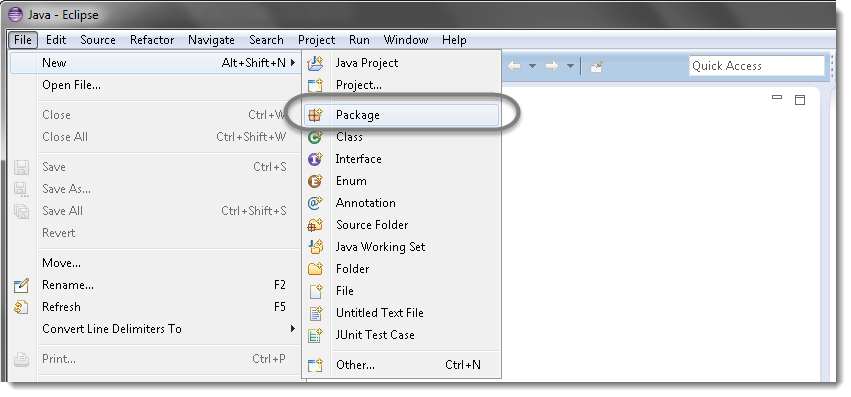 Java - Eclipse
File Edit Source Refactor Navigate Search Project Run Window Help
New Alt+Shift+N
Open File...
Close Ctrl+W
Close All Ctrl+Shift+W
Save Ctrl+S
Save As...
Save All Ctrl+Shift+S
Revert
Move...
Rename... F2
Refresh F5
Convert Line Delimiters To
Print... Ctrl+P
Java Project
Project...
Package
Class
Interface
Enum
Annotation
Source Folder
Java Working Set
Folder
File
Untitled Text File
JUnit Test Case
Other... Ctrl+N
Quick Access